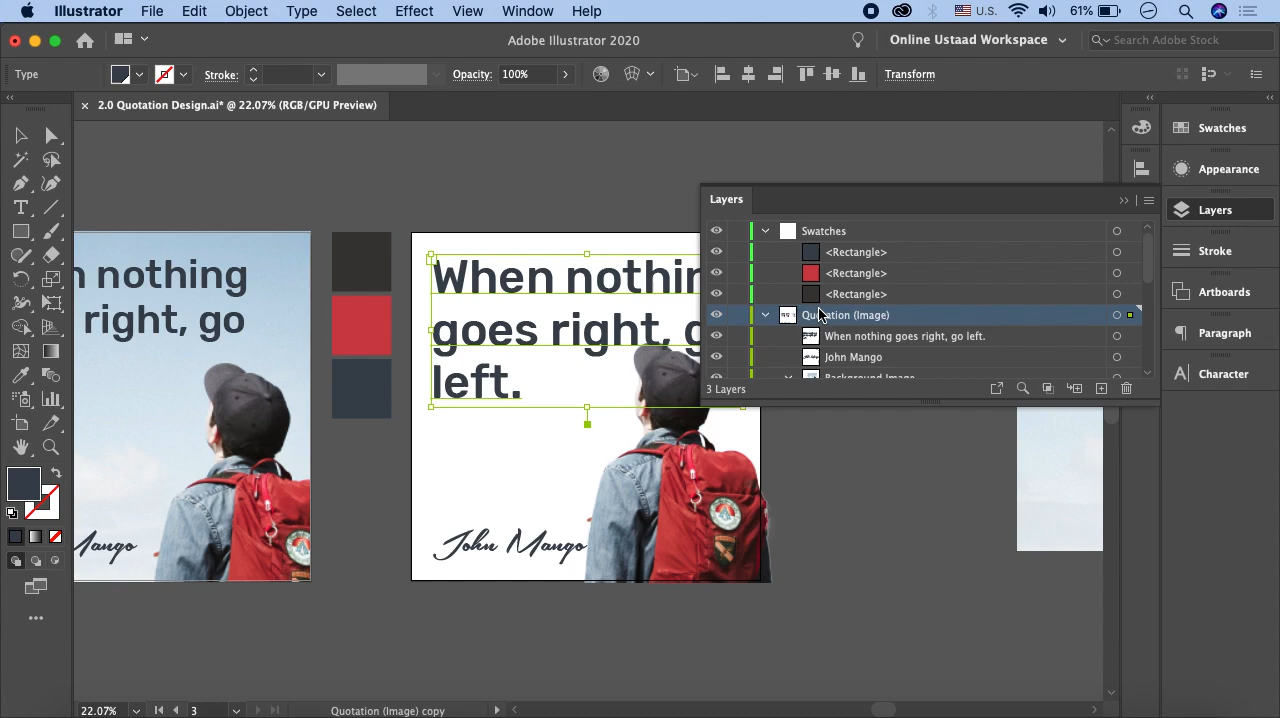 Illustrator File Edit Object Type Select Effect View Window Help U.S. 61%
Adobe Illustrator 2020 Online Ustaad Workspace Search Adobe Stock
Type Stroke: Opacity: 100% Transform
× 2.0 Quotation Design.ai* @ 22.07% (RGB/GPU Preview)
Swatches
Appearance
Layers
Stroke
Artboards
Paragraph
Character
Layers
Swatches
<Rectangle>
<Rectangle>
<Rectangle>
Quotation (Image)
When nothing goes right, go left.
John Mango
Background Image
3 Layers
n nothing
right, go
Mango
When nothin
goes right, g
left.
John Mango
22.07% 3 Quotation (Image) copy